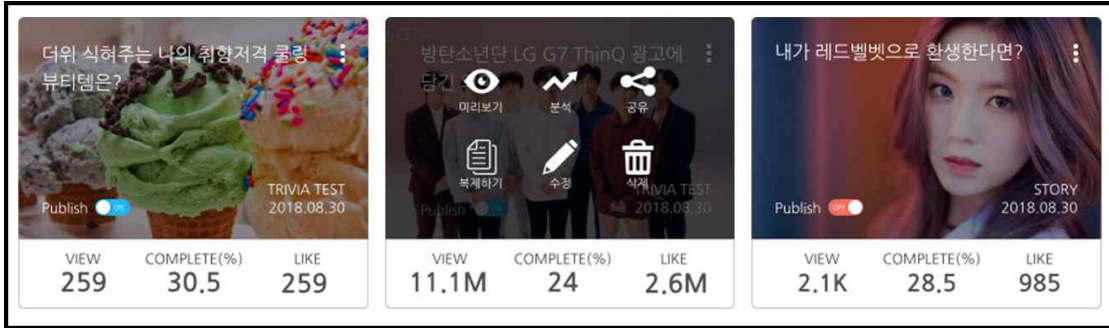 더위 식혀주는 나의 취향저격 쿨링
뷰티템은?
TRIVIA TEST
Publish ON 2018.08.30
VIEW COMPLETE(%) LIKE
259 30.5 259
방탄소년단 LG G7 ThinQ 광고에
담긴
미리보기 분석 공유
복제하기 수정 삭제
TRIVIA TEST
Publish 2018.08.30
VIEW COMPLETE(%) LIKE
11.1M 24 2.6M
내가 레드벨벳으로 환생한다면?
STORY
Publish OFF 2018.08.30
VIEW COMPLETE(%) LIKE
2.1K 28.5 985